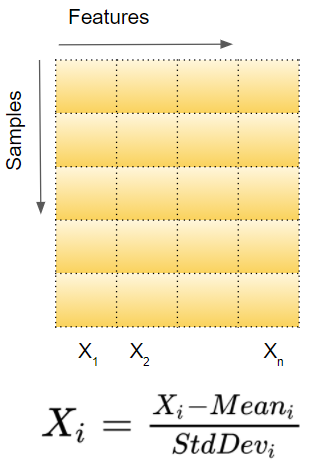 Features
Samples
X₁ X₂ Xₙ
Xᵢ = (Xᵢ−Meanᵢ) / StdDevᵢ